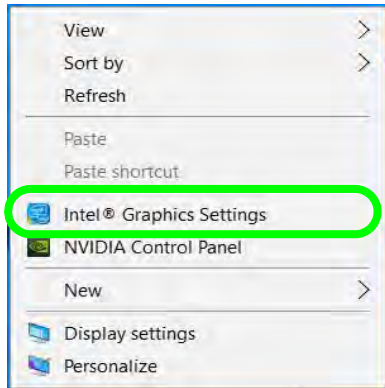 View
Sort by
Refresh
Paste
Paste shortcut
Intel® Graphics Settings
NVIDIA Control Panel
New
Display settings
Personalize